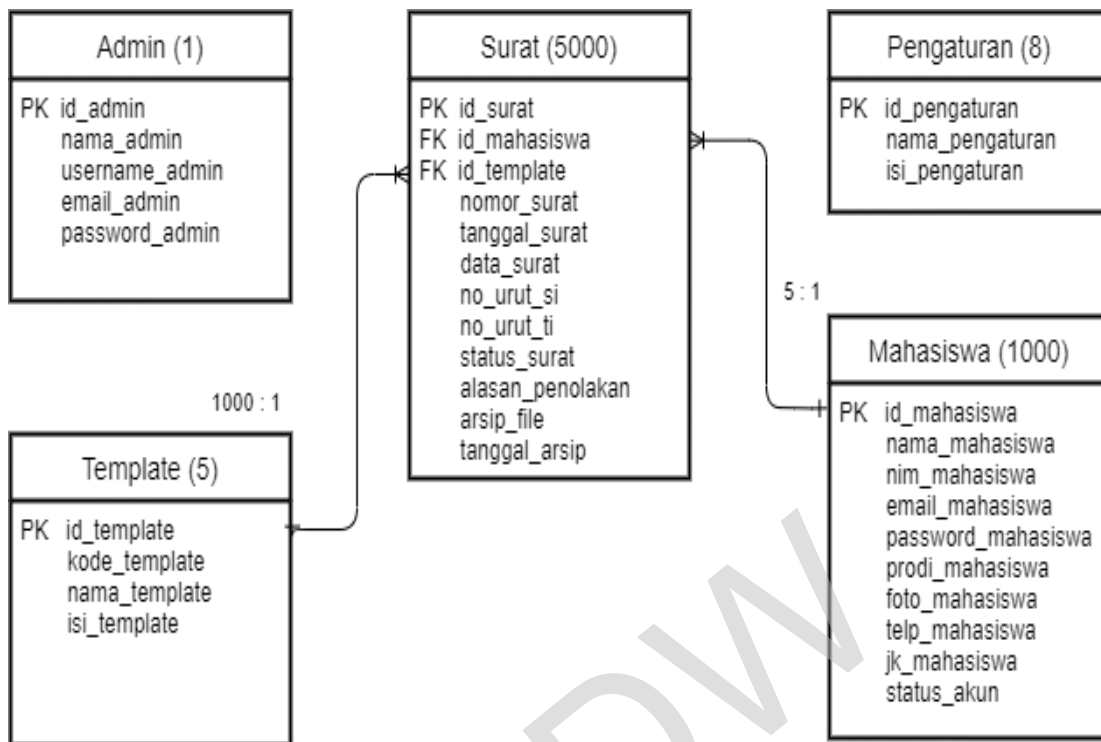 Admin (1)
PK id_admin
nama_admin
username_admin
email_admin
password_admin
Surat (5000)
PK id_surat
FK id_mahasiswa
FK id_template
nomor_surat
tanggal_surat
data_surat
no_urut_si
no_urut_ti
status_surat
alasan_penolakan
arsip_file
tanggal_arsip
Pengaturan (8)
PK id_pengaturan
nama_pengaturan
isi_pengaturan
5 : 1
1000 : 1
Template (5)
PK id_template
kode_template
nama_template
isi_template
Mahasiswa (1000)
PK id_mahasiswa
nama_mahasiswa
nim_mahasiswa
email_mahasiswa
password_mahasiswa
prodi_mahasiswa
foto_mahasiswa
telp_mahasiswa
jk_mahasiswa
status_akun
DW